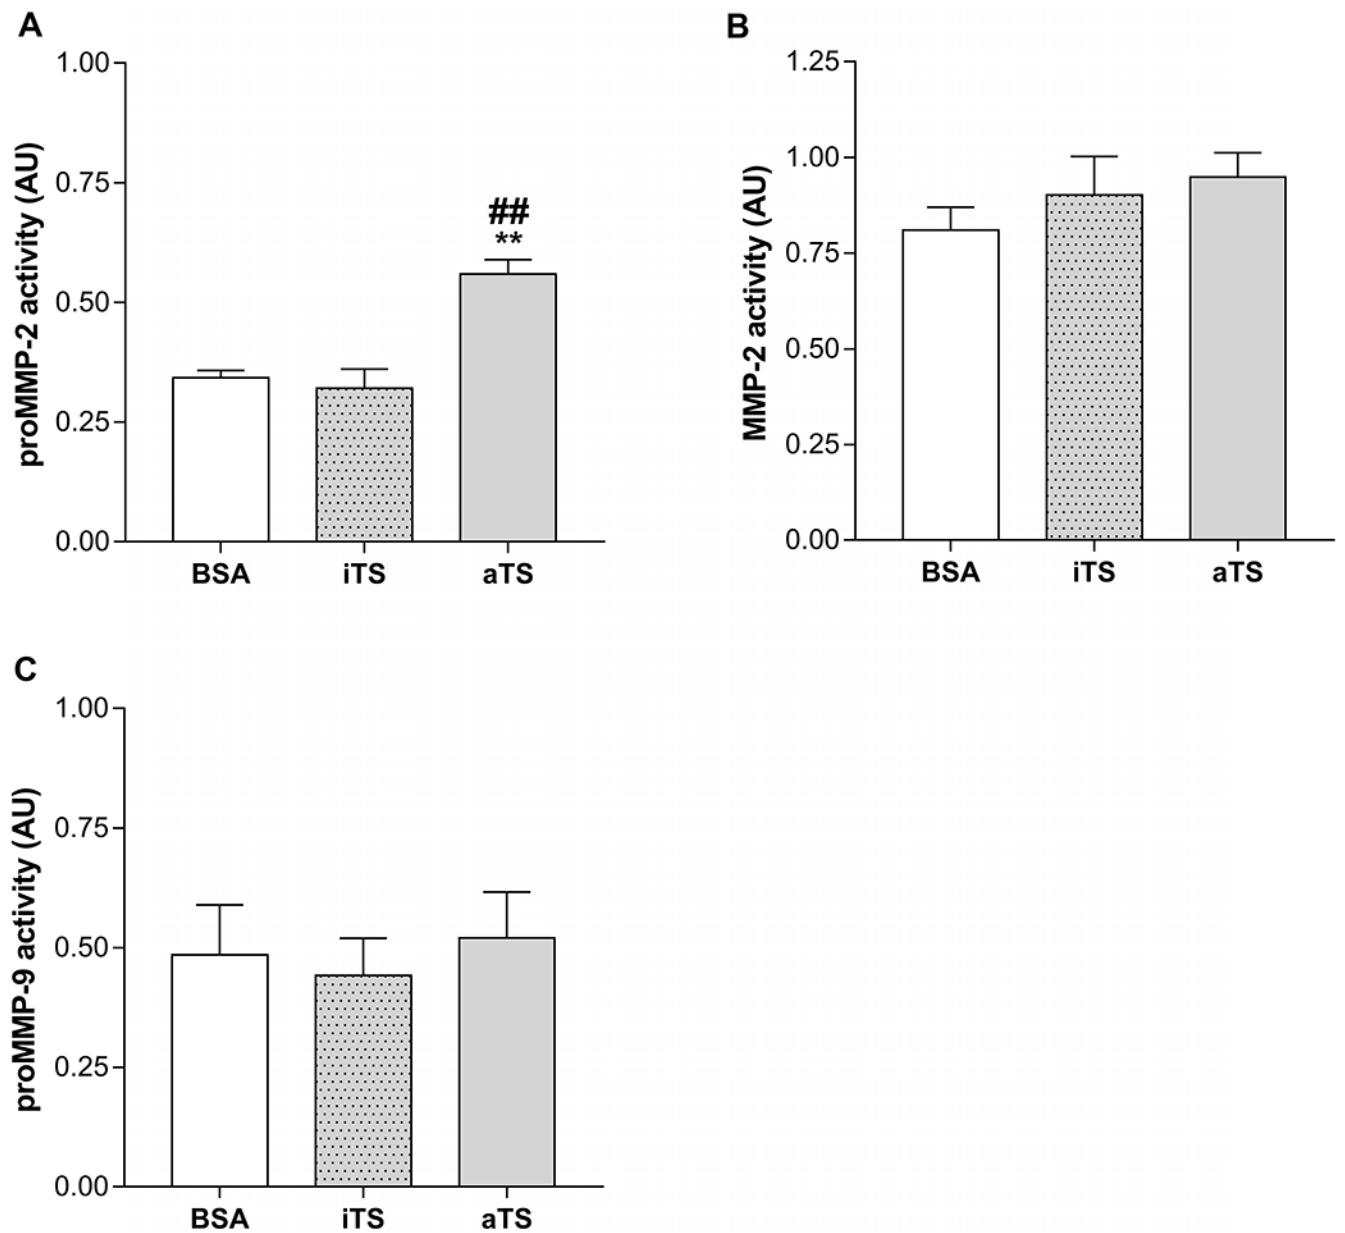 A
proMMP-2 activity (AU)
1.00
0.75
0.50
0.25
0.00
##
**
BSA iTS aTS
B
MMP-2 activity (AU)
1.25
1.00
0.75
0.50
0.25
0.00
BSA iTS aTS
C
proMMP-9 activity (AU)
1.00
0.75
0.50
0.25
0.00
BSA iTS aTS